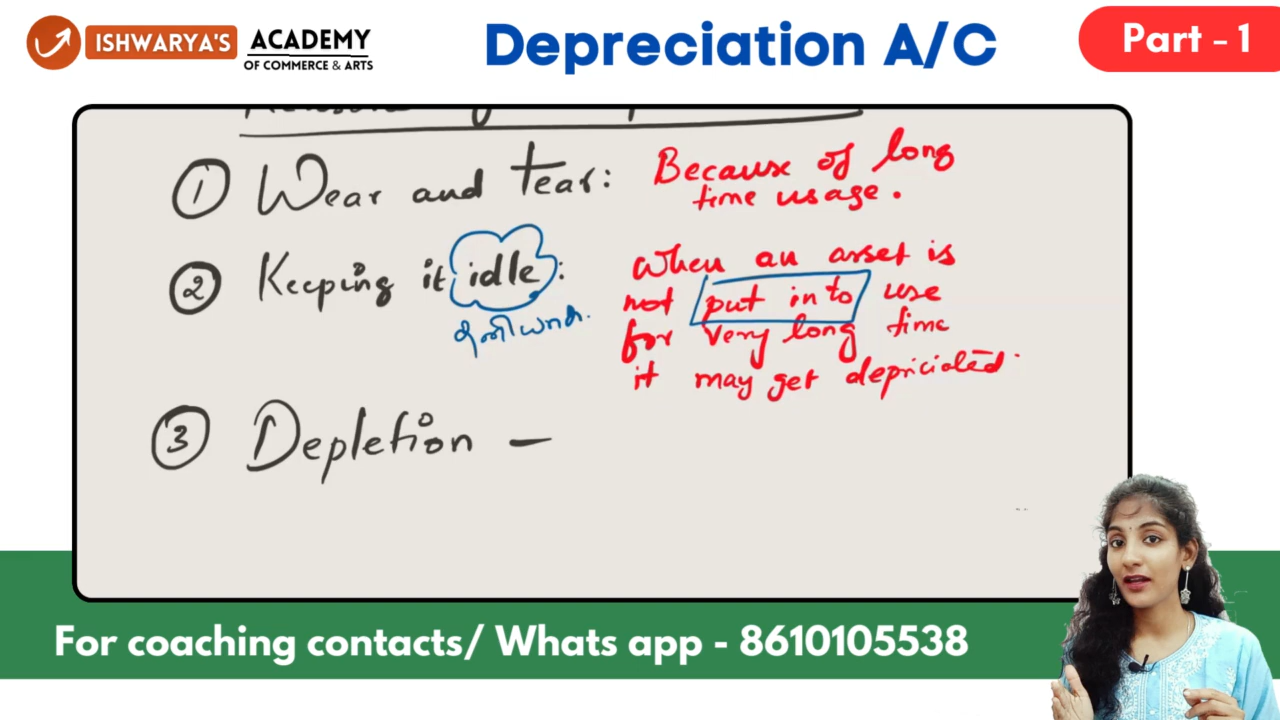 ISHWARYA'S ACADEMY
OF COMMERCE & ARTS
Depreciation A/C
Part - 1
① Wear and tear: Because of long
time usage.
② Keeping it idle: When an asset is
not put into use
for very long time
it may get depriciated.
③ Depletion -
For coaching contacts/ Whats app - 8610105538